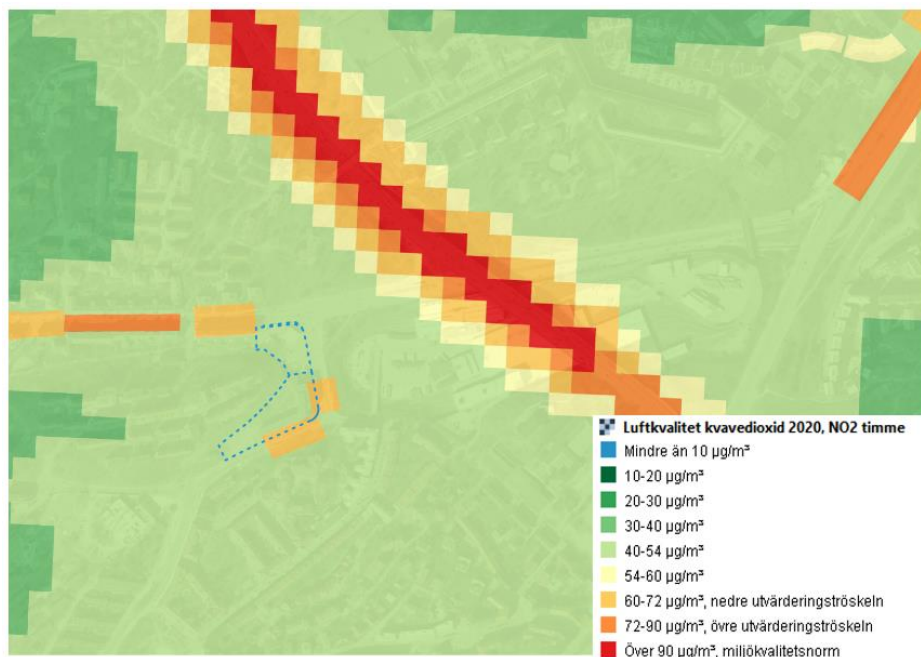 Luftkvalitet kvavedioxid 2020, NO2 timme
Mindre än 10 µg/m³
10-20 µg/m³
20-30 µg/m³
30-40 µg/m³
40-54 µg/m³
54-60 µg/m³
60-72 µg/m³, nedre utvärderingströskeln
72-90 µg/m³, övre utvärderingströskeln
Över 90 µg/m³, miljökvalitetsnorm